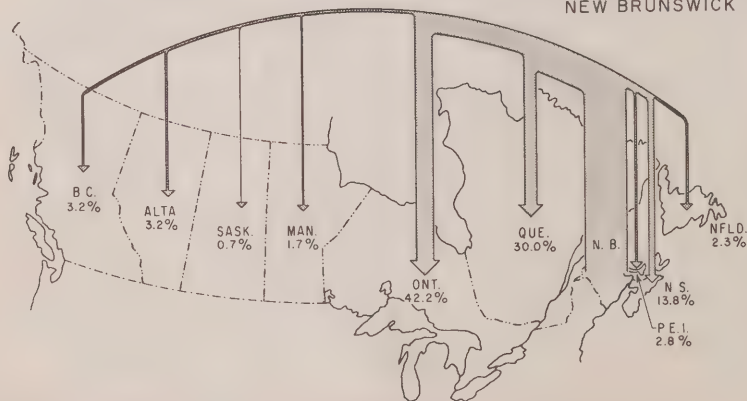 NEW BRUNSWICK
B.C.
3.2%
ALTA
3.2%
SASK.
0.7%
MAN.
1.7%
ONT.
42.2%
QUE.
30.0%
N. B.
NFLD.
2.3%
N S.
13.8%
P E.I.
2.8 %